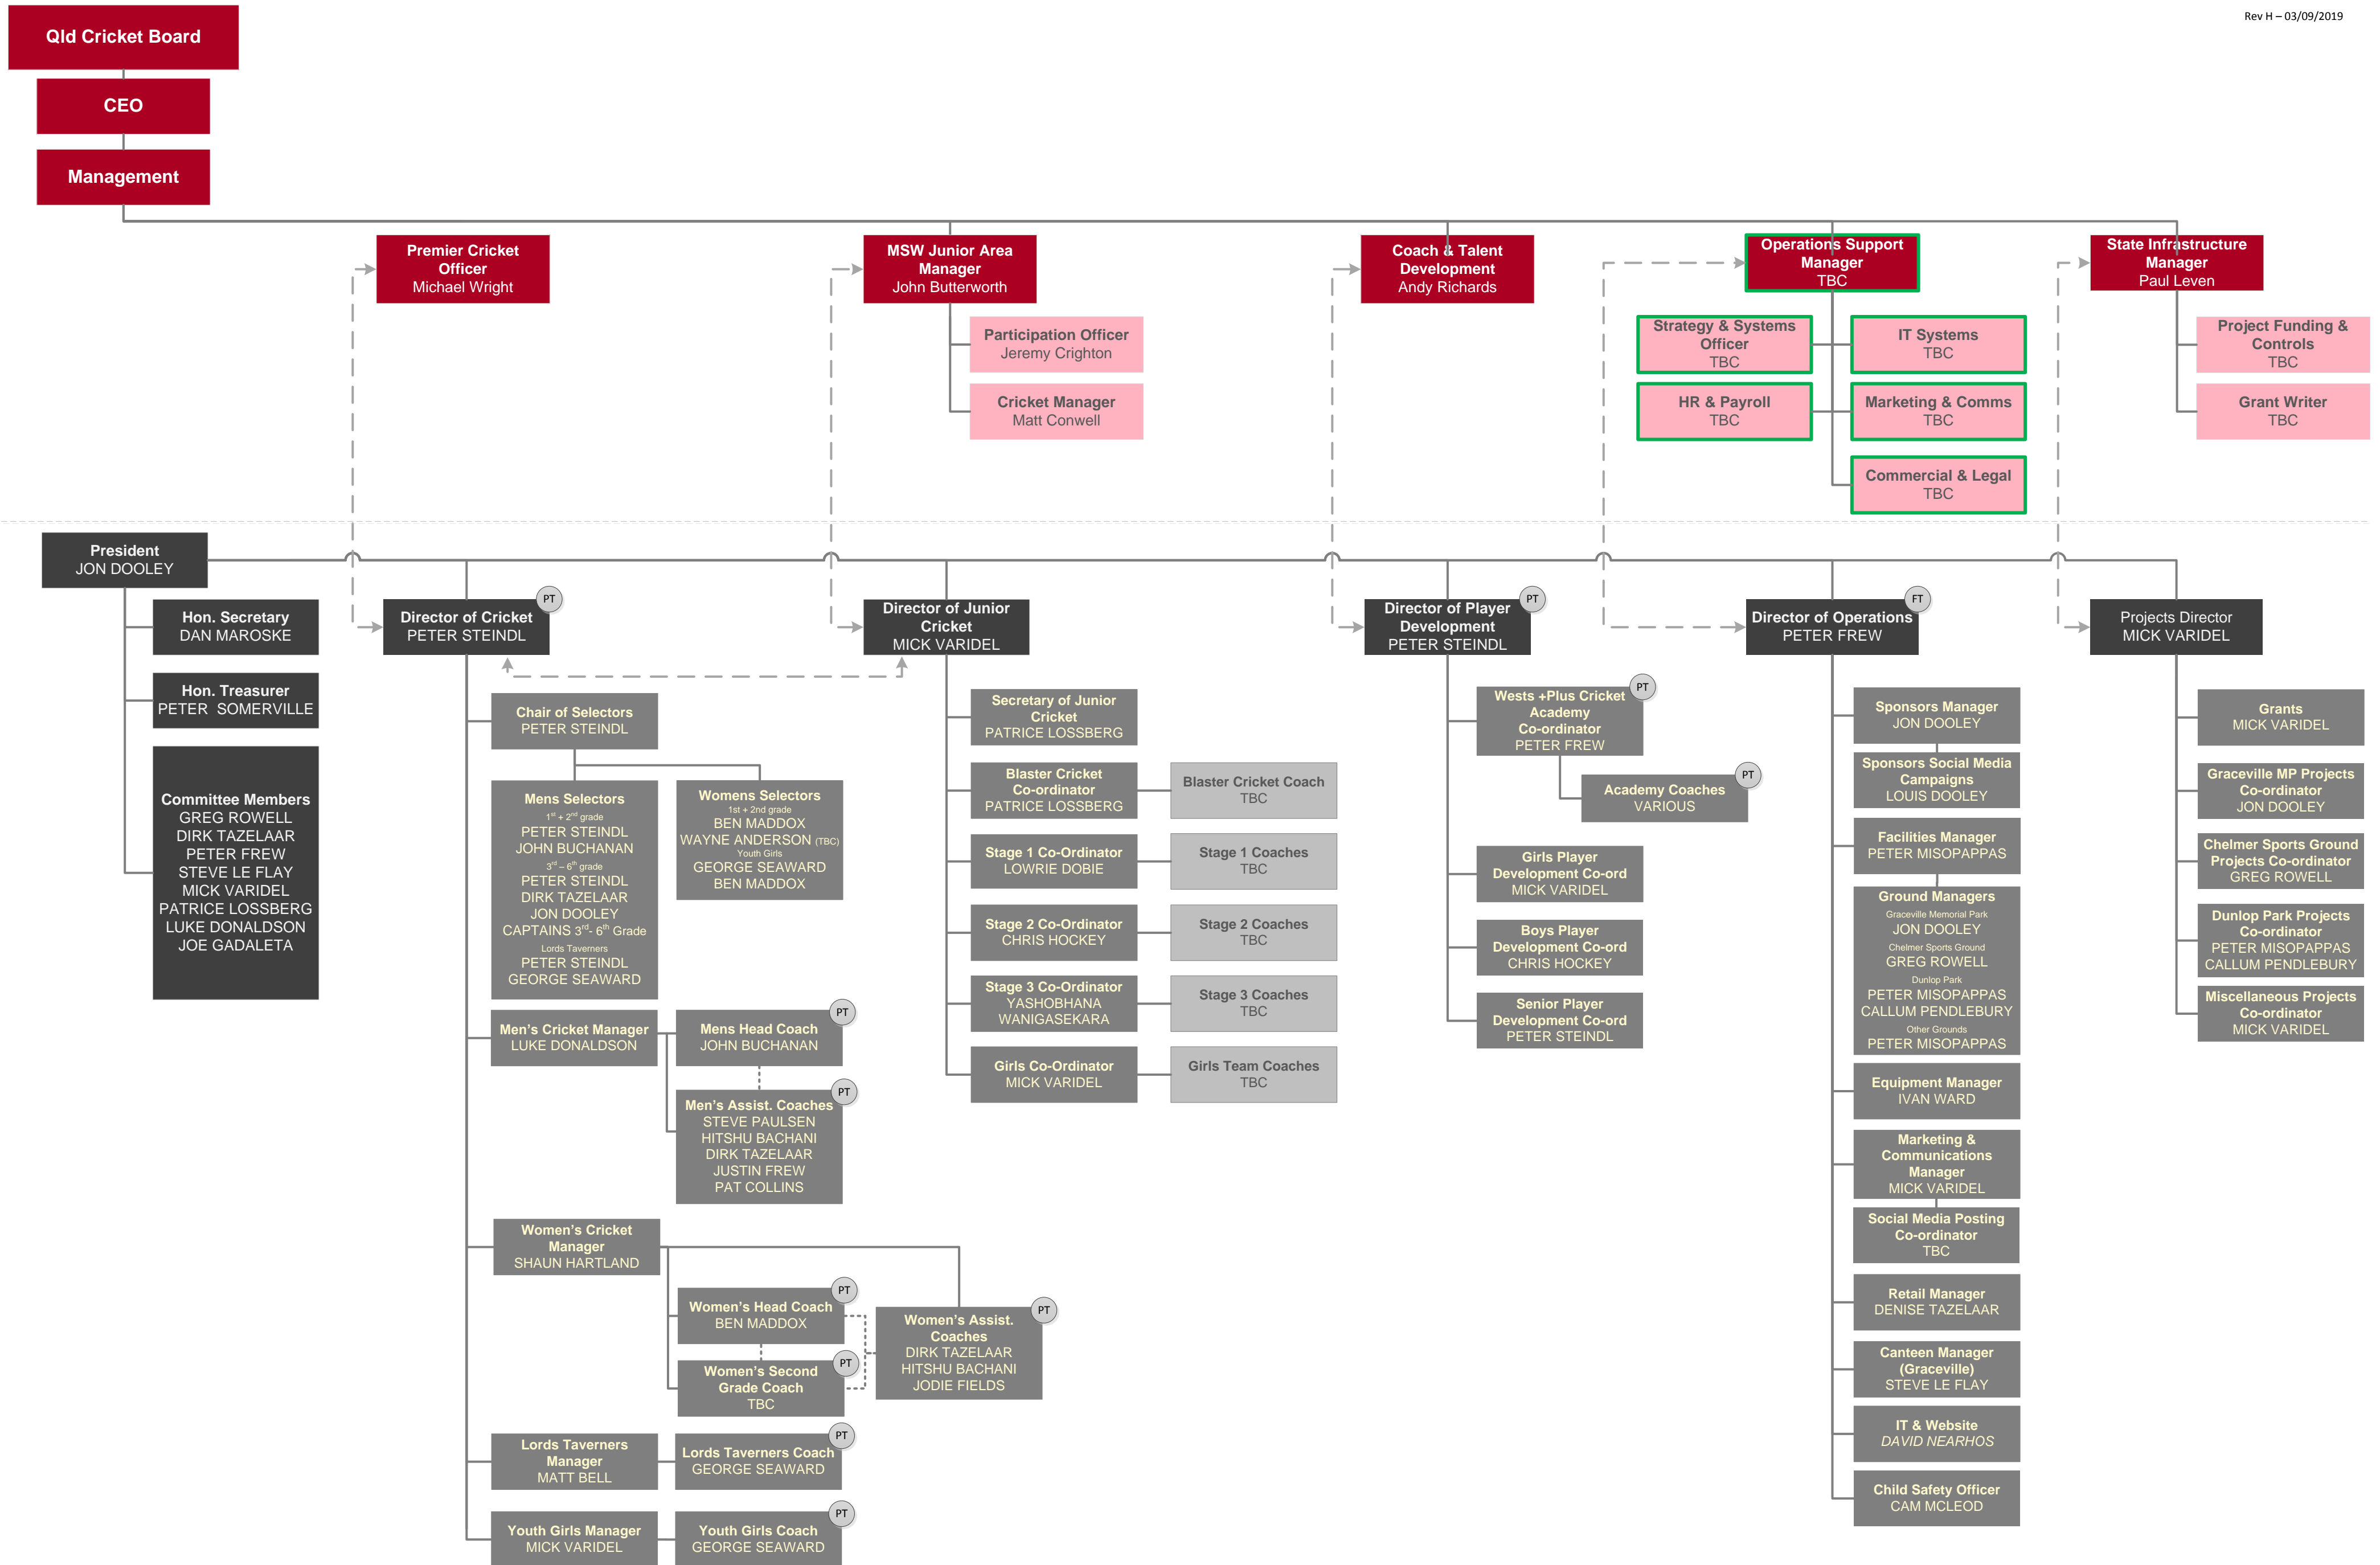 Rev H – 03/09/2019
Qld Cricket Board
CEO
Management
Premier Cricket
Officer
Michael Wright
MSW Junior Area
Manager
John Butterworth
Participation Officer
Jeremy Crighton
Cricket Manager
Matt Conwell
Coach & Talent
Development
Andy Richards
Operations Support
Manager
TBC
Strategy & Systems
Officer
TBC
IT Systems
TBC
HR & Payroll
TBC
Marketing & Comms
TBC
Commercial & Legal
TBC
State Infrastructure
Manager
Paul Leven
Project Funding &
Controls
TBC
Grant Writer
TBC
President
JON DOOLEY
Hon. Secretary
DAN MAROSKE
Hon. Treasurer
PETER SOMERVILLE
Committee Members
GREG ROWELL
DIRK TAZELAAR
PETER FREW
STEVE LE FLAY
MICK VARIDEL
PATRICE LOSSBERG
LUKE DONALDSON
JOE GADALETA
PT
Director of Cricket
PETER STEINDL
Chair of Selectors
PETER STEINDL
Mens Selectors
1st + 2nd grade
PETER STEINDL
JOHN BUCHANAN
3rd – 6th grade
PETER STEINDL
DIRK TAZELAAR
JON DOOLEY
CAPTAINS 3rd- 6th Grade
Lords Taverners
PETER STEINDL
GEORGE SEAWARD
Womens Selectors
1st + 2nd grade
BEN MADDOX
WAYNE ANDERSON (TBC)
Youth Girls
GEORGE SEAWARD
BEN MADDOX
Men's Cricket Manager
LUKE DONALDSON
PT
Mens Head Coach
JOHN BUCHANAN
PT
Men's Assist. Coaches
STEVE PAULSEN
HITSHU BACHANI
DIRK TAZELAAR
JUSTIN FREW
PAT COLLINS
Women's Cricket
Manager
SHAUN HARTLAND
PT
Women's Head Coach
BEN MADDOX
PT
Women's Second
Grade Coach
TBC
PT
Women's Assist.
Coaches
DIRK TAZELAAR
HITSHU BACHANI
JODIE FIELDS
Lords Taverners
Manager
MATT BELL
PT
Lords Taverners Coach
GEORGE SEAWARD
Youth Girls Manager
MICK VARIDEL
PT
Youth Girls Coach
GEORGE SEAWARD
Director of Junior
Cricket
MICK VARIDEL
Secretary of Junior
Cricket
PATRICE LOSSBERG
Blaster Cricket
Co-ordinator
PATRICE LOSSBERG
Blaster Cricket Coach
TBC
Stage 1 Co-Ordinator
LOWRIE DOBIE
Stage 1 Coaches
TBC
Stage 2 Co-Ordinator
CHRIS HOCKEY
Stage 2 Coaches
TBC
Stage 3 Co-Ordinator
YASHOBHANA
WANIGASEKARA
Stage 3 Coaches
TBC
Girls Co-Ordinator
MICK VARIDEL
Girls Team Coaches
TBC
PT
Director of Player
Development
PETER STEINDL
PT
Wests +Plus Cricket
Academy
Co-ordinator
PETER FREW
PT
Academy Coaches
VARIOUS
Girls Player
Development Co-ord
MICK VARIDEL
Boys Player
Development Co-ord
CHRIS HOCKEY
Senior Player
Development Co-ord
PETER STEINDL
FT
Director of Operations
PETER FREW
Sponsors Manager
JON DOOLEY
Sponsors Social Media
Campaigns
LOUIS DOOLEY
Facilities Manager
PETER MISOPAPPAS
Ground Managers
Graceville Memorial Park
JON DOOLEY
Chelmer Sports Ground
GREG ROWELL
Dunlop Park
PETER MISOPAPPAS
CALLUM PENDLEBURY
Other Grounds
PETER MISOPAPPAS
Equipment Manager
IVAN WARD
Marketing &
Communications
Manager
MICK VARIDEL
Social Media Posting
Co-ordinator
TBC
Retail Manager
DENISE TAZELAAR
Canteen Manager
(Graceville)
STEVE LE FLAY
IT & Website
DAVID NEARHOS
Child Safety Officer
CAM MCLEOD
Projects Director
MICK VARIDEL
Grants
MICK VARIDEL
Graceville MP Projects
Co-ordinator
JON DOOLEY
Chelmer Sports Ground
Projects Co-ordinator
GREG ROWELL
Dunlop Park Projects
Co-ordinator
PETER MISOPAPPAS
CALLUM PENDLEBURY
Miscellaneous Projects
Co-ordinator
MICK VARIDEL